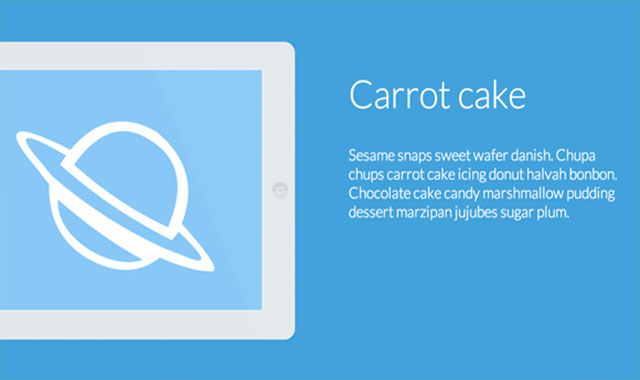 Carrot cake
Sesame snaps sweet wafer danish. Chupa
chups carrot cake icing donut halvah bonbon.
Chocolate cake candy marshmallow pudding
dessert marzipan jujubes sugar plum.